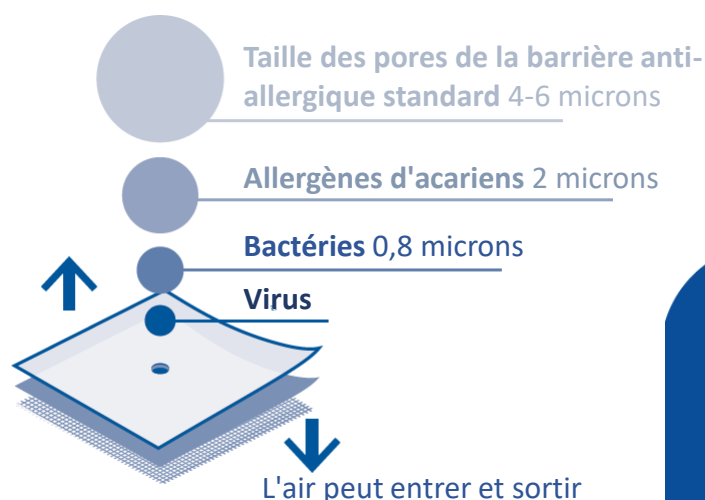 Taille des pores de la barrière anti-
allergique standard 4-6 microns
Allergènes d'acariens 2 microns
Bactéries 0,8 microns
Virus
L'air peut entrer et sortir